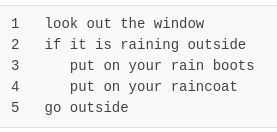 1 look out the window
2 if it is raining outside
3    put on your rain boots
4    put on your raincoat
5 go outside